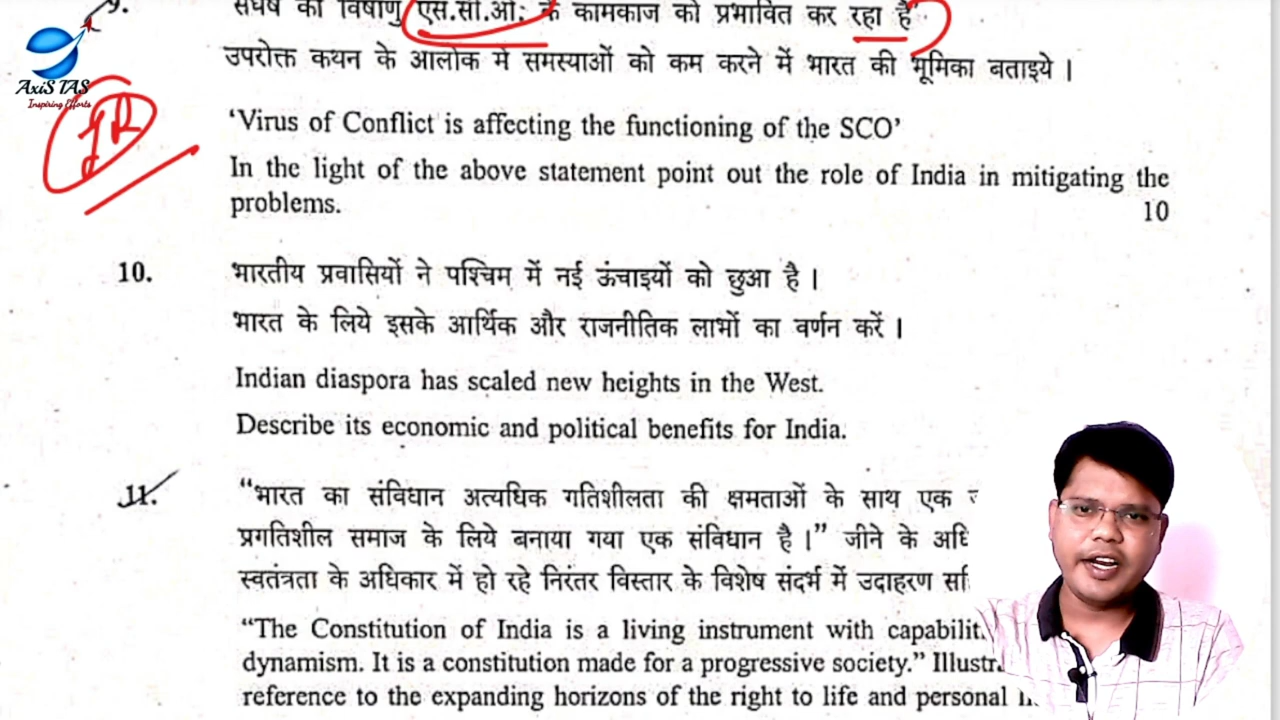 9. संघर्ष का विषाणु एस.सी.ओ. के कामकाज को प्रभावित कर रहा है
AxiS TAS
Inspiring Efforts
उपरोक्त कथन के आलोक में समस्याओं को कम करने में भारत की भूमिका बताइये ।
IR
‘Virus of Conflict is affecting the functioning of the SCO’
In the light of the above statement point out the role of India in mitigating the
problems. 10
10. भारतीय प्रवासियों ने पश्चिम में नई ऊंचाइयों को छुआ है ।
भारत के लिये इसके आर्थिक और राजनीतिक लाभों का वर्णन करें ।
Indian diaspora has scaled new heights in the West.
Describe its economic and political benefits for India.
11. “भारत का संविधान अत्यधिक गतिशीलता की क्षमताओं के साथ एक
प्रगतिशील समाज के लिये बनाया गया एक संविधान है ।” जीने के
स्वतंत्रता के अधिकार में हो रहे निरंतर विस्तार के विशेष संदर्भ में उदाहरण
“The Constitution of India is a living instrument with
dynamism. It is a constitution made for a progressive society.”
reference to the expanding horizons of the right to life and personal